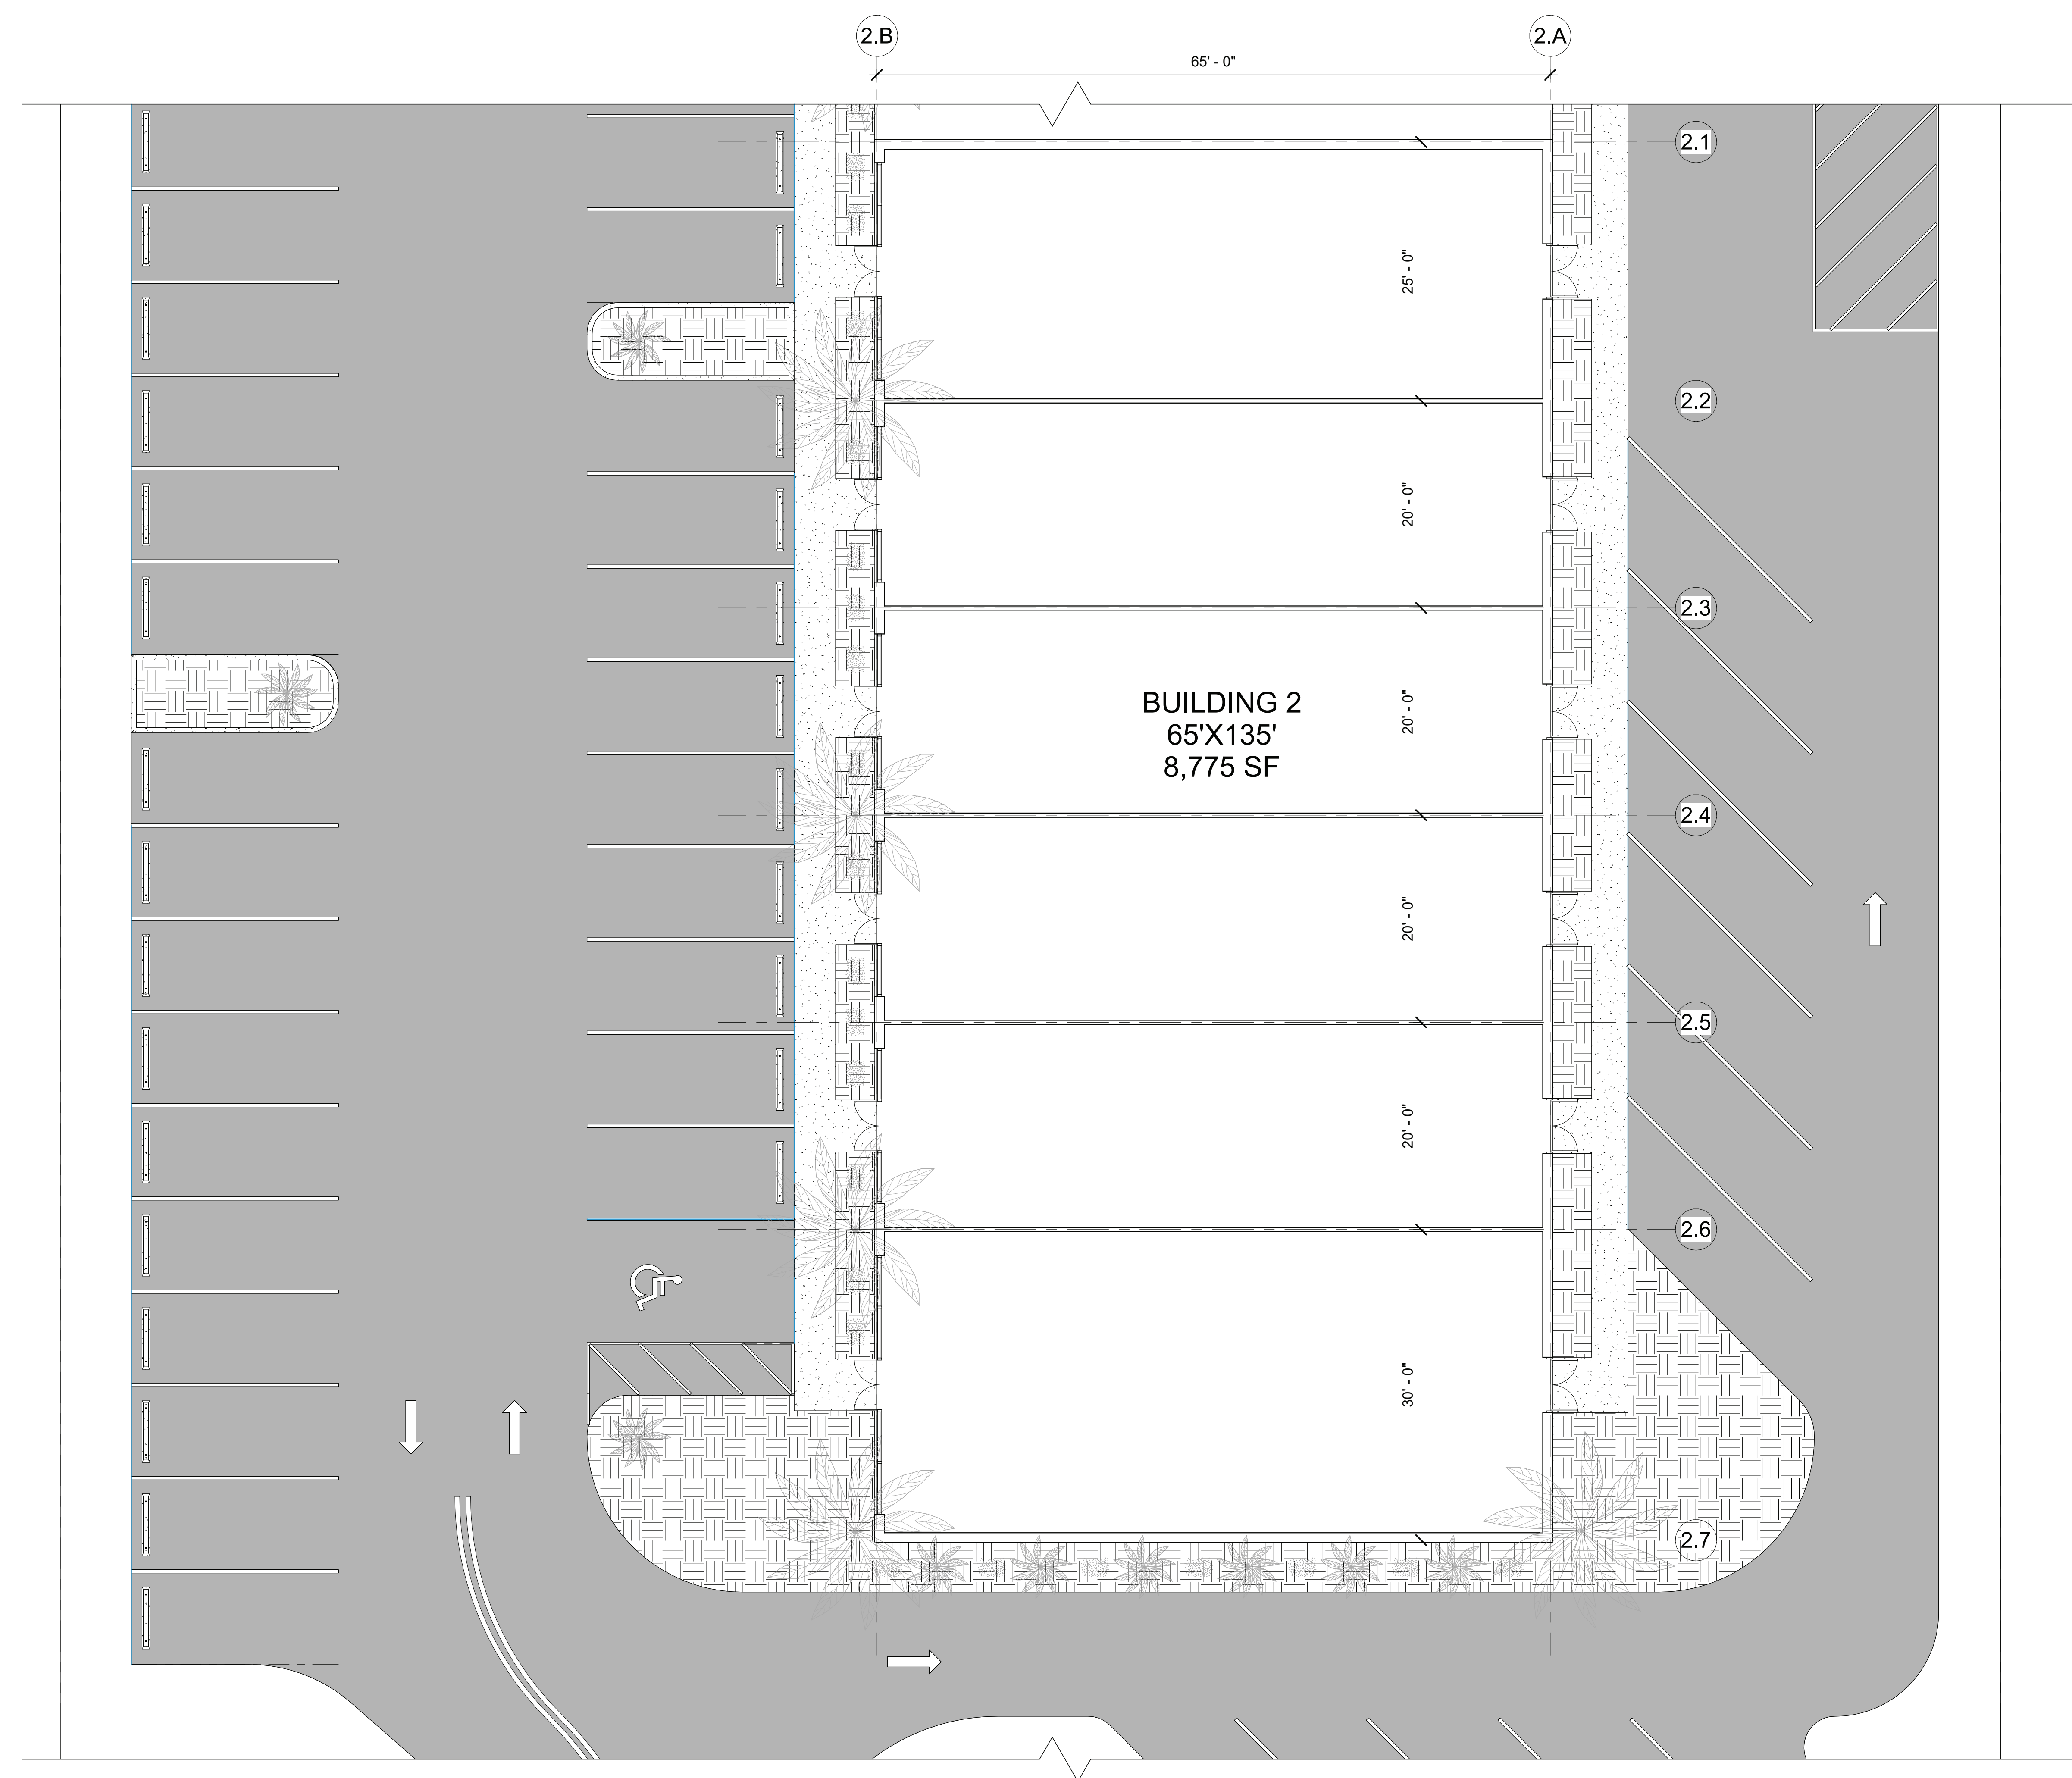 2.B
2.A
65' - 0"
2.1
25' - 0"
2.2
20' - 0"
2.3
BUILDING 2
65'X135'
8,775 SF
20' - 0"
2.4
20' - 0"
2.5
20' - 0"
2.6
30' - 0"
2.7